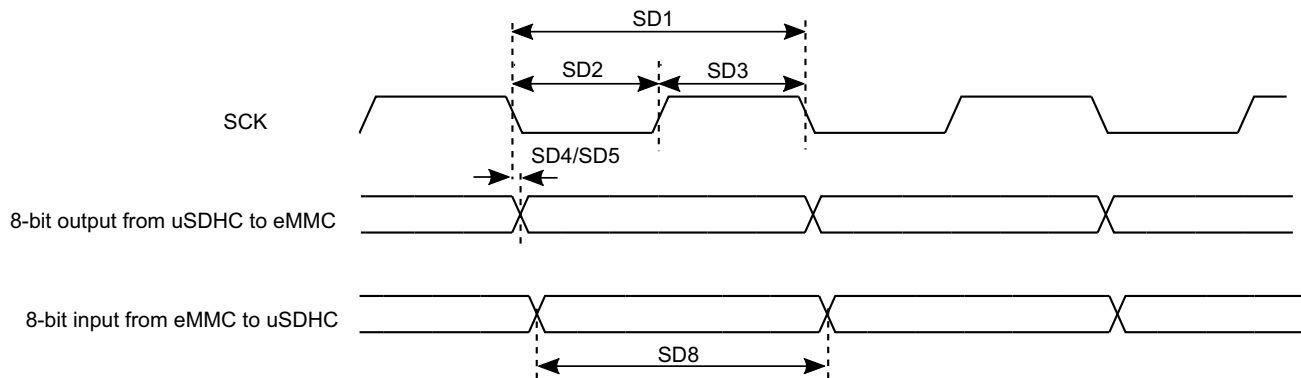 SD1
SD2
SD3
SCK
SD4/SD5
8-bit output from uSDHC to eMMC
8-bit input from eMMC to uSDHC
SD8